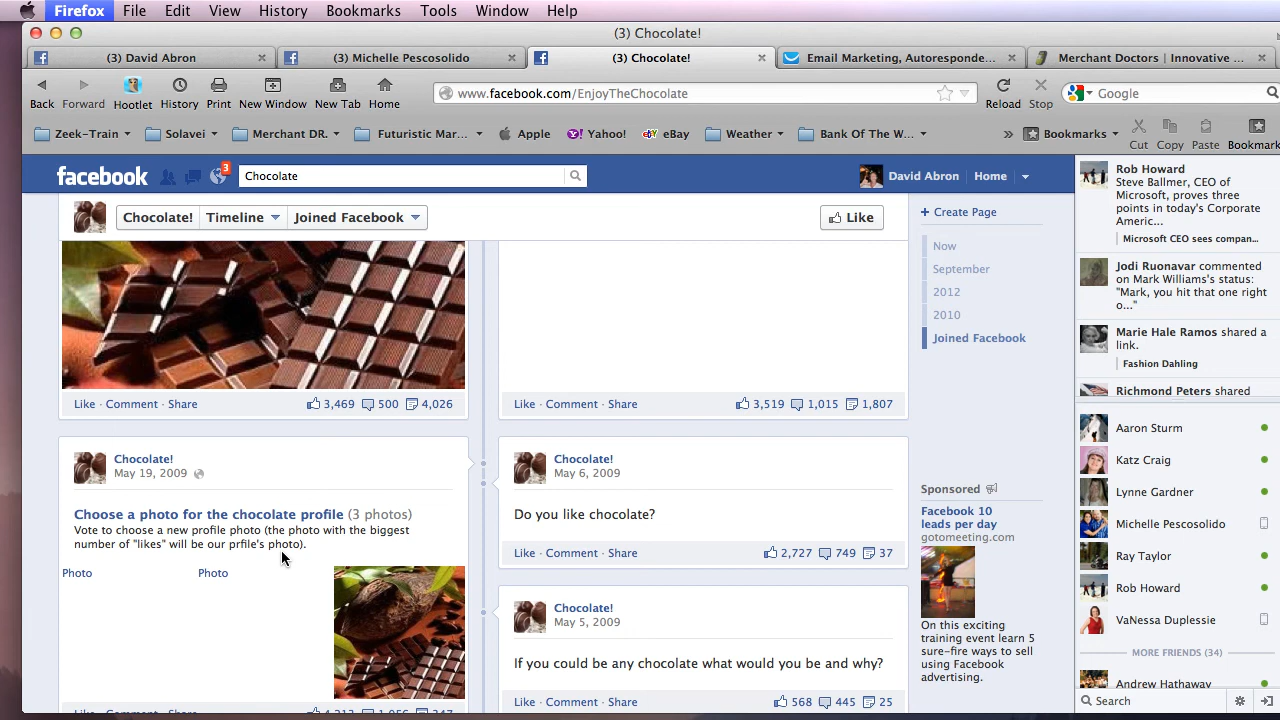 Firefox File Edit View History Bookmarks Tools Window Help
(3) Chocolate!
(3) David Abron
(3) Michelle Pescosolido
(3) Chocolate!
Email Marketing, Autoresponde...
Merchant Doctors | Innovative ...
Back Forward Hootlet History Print New Window New Tab Home
www.facebook.com/EnjoyTheChocolate
Reload Stop
Google
Zeek-Train Solavei Merchant DR. Futuristic Mar... Apple Yahoo! eBay Weather Bank Of The W... » Bookmarks
Cut Copy Paste Bookmark
facebook
3
Chocolate
David Abron Home
Chocolate! Timeline Joined Facebook
Like
+ Create Page
Now
September
2012
2010
Joined Facebook
Like · Comment · Share 3,469 500 4,026
Like · Comment · Share 3,519 1,015 1,807
Chocolate!
May 19, 2009
Choose a photo for the chocolate profile (3 photos)
Vote to choose a new profile photo (the photo with the biggest
number of "likes" will be our prfile's photo).
Photo Photo
Chocolate!
May 6, 2009
Do you like chocolate?
Like · Comment · Share 2,727 749 37
Chocolate!
May 5, 2009
If you could be any chocolate what would you be and why?
Like · Comment · Share 568 445 25
Sponsored
Facebook 10
leads per day
gotomeeting.com
On this exciting
training event learn 5
sure-fire ways to sell
using Facebook
advertising.
Rob Howard
Steve Ballmer, CEO of
Microsoft, proves three
points in today's Corporate
Americ...
Microsoft CEO sees compan...
Jodi Ruonavar commented
on Mark Williams's status:
"Mark, you hit that one right
o..."
Marie Hale Ramos shared a
link.
Fashion Dahling
Richmond Peters shared
Aaron Sturm
Katz Craig
Lynne Gardner
Michelle Pescosolido
Ray Taylor
Rob Howard
VaNessa Duplessie
MORE FRIENDS (34)
Andrew Hathaway
Search